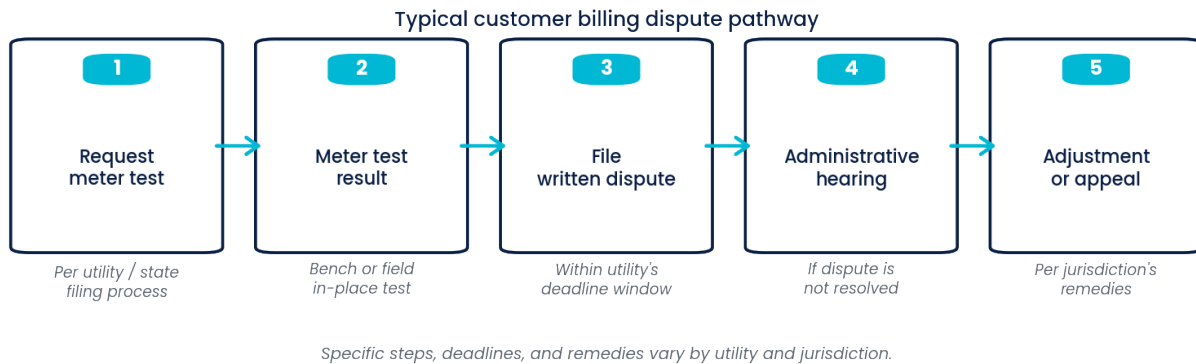 Typical customer billing dispute pathway
1
Request
meter test
Per utility / state
filing process
2
Meter test
result
Bench or field
in-place test
3
File
written dispute
Within utility's
deadline window
4
Administrative
hearing
If dispute is
not resolved
5
Adjustment
or appeal
Per jurisdiction's
remedies
Specific steps, deadlines, and remedies vary by utility and jurisdiction.